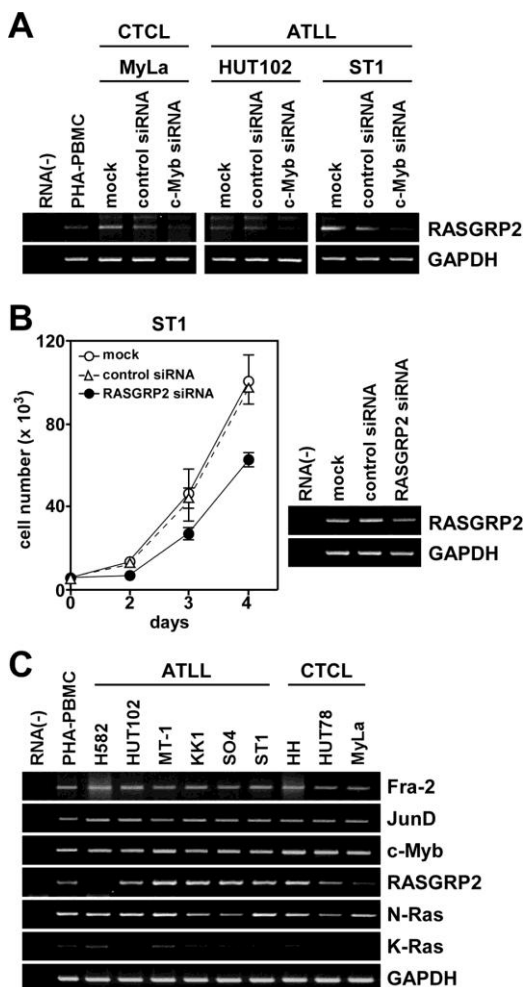 A
CTCL ATLL
MyLa HUT102 ST1
RNA(-) PHA-PBMC mock control siRNA c-Myb siRNA mock control siRNA c-Myb siRNA mock control siRNA c-Myb siRNA
RASGRP2
GAPDH
B
ST1
mock
control siRNA
RASGRP2 siRNA
cell number (x 10³)
120
80
40
0
0 2 3 4
days
RNA(-) mock control siRNA RASGRP2 siRNA
RASGRP2
GAPDH
C
ATLL CTCL
RNA(-) PHA-PBMC H582 HUT102 MT-1 KK1 SO4 ST1 HH HUT78 MyLa
Fra-2
JunD
c-Myb
RASGRP2
N-Ras
K-Ras
GAPDH